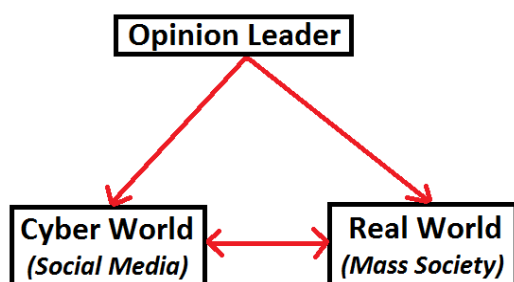 Opinion Leader
Cyber World
(Social Media)
Real World
(Mass Society)